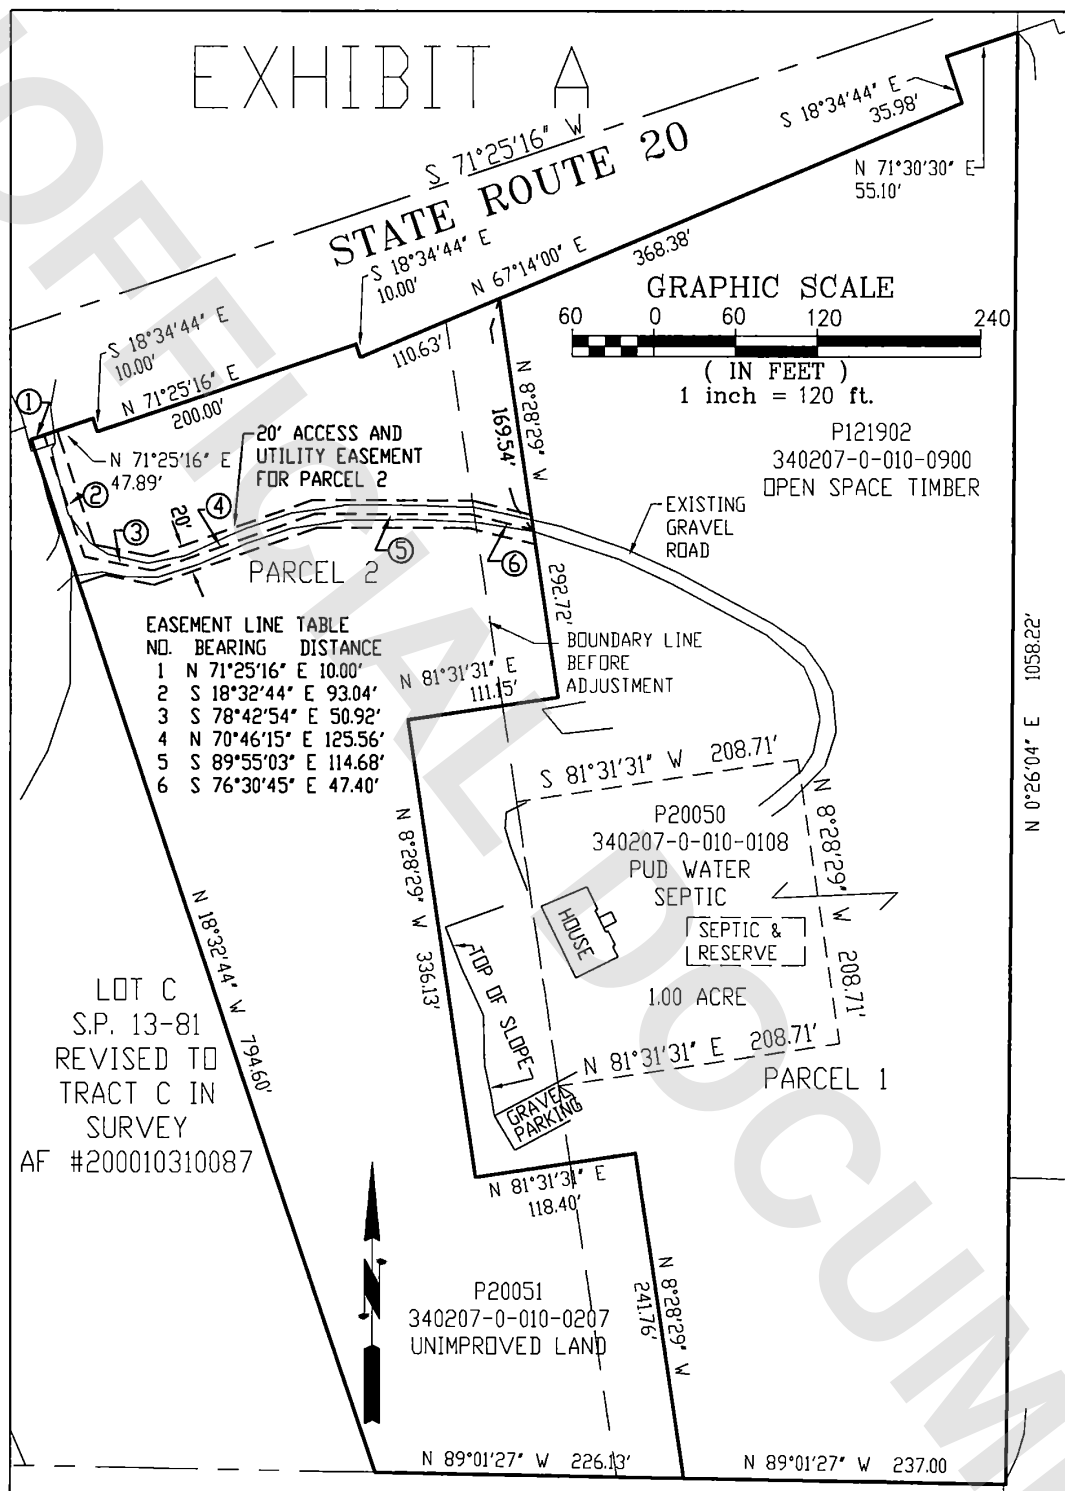 EXHIBIT A
S 71°25'16" W
STATE ROUTE 20
S 18°34'44" E
35.98'
N 71°30'30" E
55.10'
S 18°34'44" E
10.00'
N 67°14'00" E
368.38'
110.63'
S 18°34'44" E
10.00'
N 71°25'16" E
200.00'
GRAPHIC SCALE
60 0 60 120 240
( IN FEET )
1 inch = 120 ft.
P121902
340207-0-010-0900
OPEN SPACE TIMBER
N 8°28'29" W
169.54'
292.72'
1
N 71°25'16" E
47.89'
20' ACCESS AND
UTILITY EASEMENT
FOR PARCEL 2
2
3
20'
4
5
6
EXISTING
GRAVEL
ROAD
PARCEL 2
EASEMENT LINE TABLE
NO. BEARING DISTANCE
1 N 71°25'16" E 10.00'
2 S 18°32'44" E 93.04'
3 S 78°42'54" E 50.92'
4 N 70°46'15" E 125.56'
5 S 89°55'03" E 114.68'
6 S 76°30'45" E 47.40'
BOUNDARY LINE
BEFORE
ADJUSTMENT
N 81°31'31" E
111.15'
N 0°26'04" E 1058.22'
S 81°31'31" W 208.71'
P20050
340207-0-010-0108
PUD WATER
SEPTIC
N 8°28'29" W 208.71'
HOUSE
SEPTIC &
RESERVE
1.00 ACRE
N 8°28'29" W 336.13'
TOP OF SLOPE
N 81°31'31" E 208.71'
PARCEL 1
GRAVEL
PARKING
N 18°32'44" W 794.60'
LOT C
S.P. 13-81
REVISED TO
TRACT C IN
SURVEY
AF #200010310087
N 81°31'31" E
118.40'
N
P20051
340207-0-010-0207
UNIMPROVED LAND
N 8°28'29" W
241.76'
N 89°01'27" W 226.13'
N 89°01'27" W 237.00
OFFICIAL DOCUM